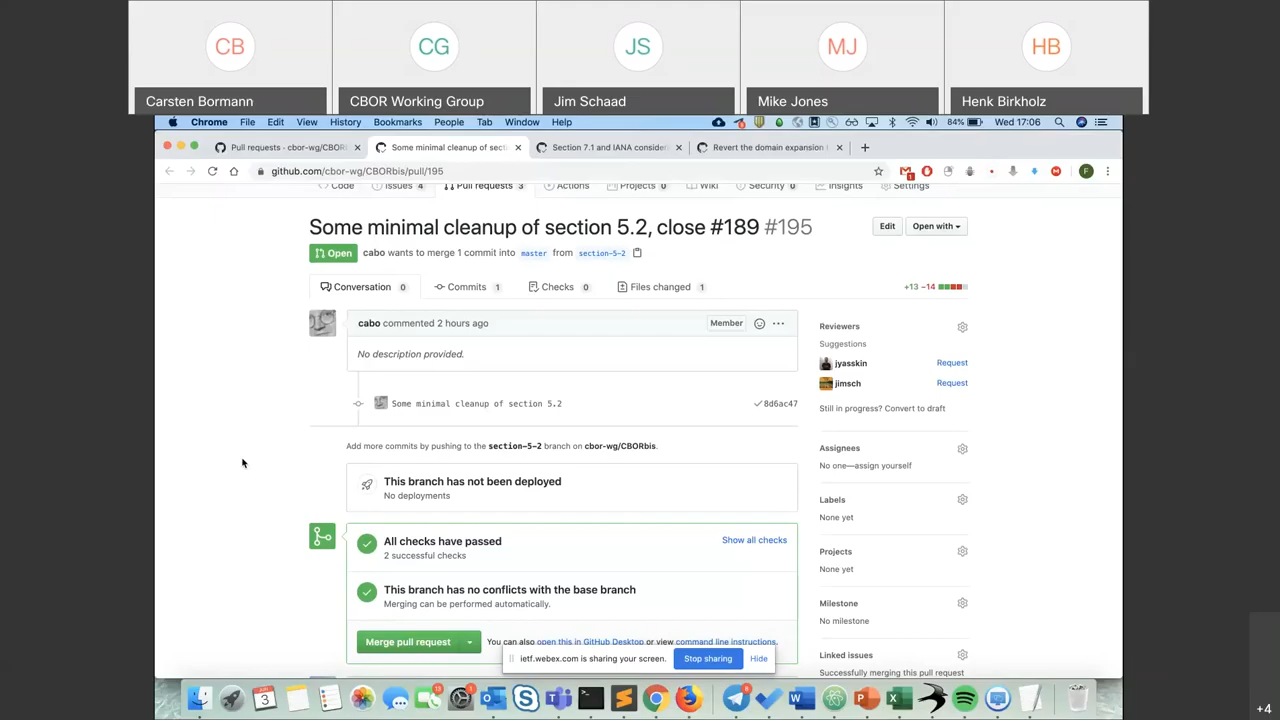 CB CG JS MJ HB
Carsten Bormann CBOR Working Group Jim Schaad Mike Jones Henk Birkholz
Chrome File Edit View History Bookmarks People Tab Window Help 84% Wed 17:06
Pull requests · cbor-wg/CBOR Some minimal cleanup of secti Section 7.1 and IANA consider Revert the domain expansion
github.com/cbor-wg/CBORbis/pull/195 F
Code Issues 4 Pull requests 3 Actions Projects 0 Wiki Security 0 Insights Settings
Some minimal cleanup of section 5.2, close #189 #195 Edit Open with
Open cabo wants to merge 1 commit into master from section-5-2
Conversation 0 Commits 1 Checks 0 Files changed 1 +13 −14
cabo commented 2 hours ago Member
No description provided.
Some minimal cleanup of section 5.2 8d6ac47
Add more commits by pushing to the section-5-2 branch on cbor-wg/CBORbis.
This branch has not been deployed
No deployments
All checks have passed Show all checks
2 successful checks
This branch has no conflicts with the base branch
Merging can be performed automatically.
Merge pull request You can also open this in GitHub Desktop or view command line instructions.
Reviewers
Suggestions
jyasskin Request
jimsch Request
Still in progress? Convert to draft
Assignees
No one—assign yourself
Labels
None yet
Projects
None yet
Milestone
No milestone
Linked issues
Successfully merging this pull request
ietf.webex.com is sharing your screen. Stop sharing Hide
+4